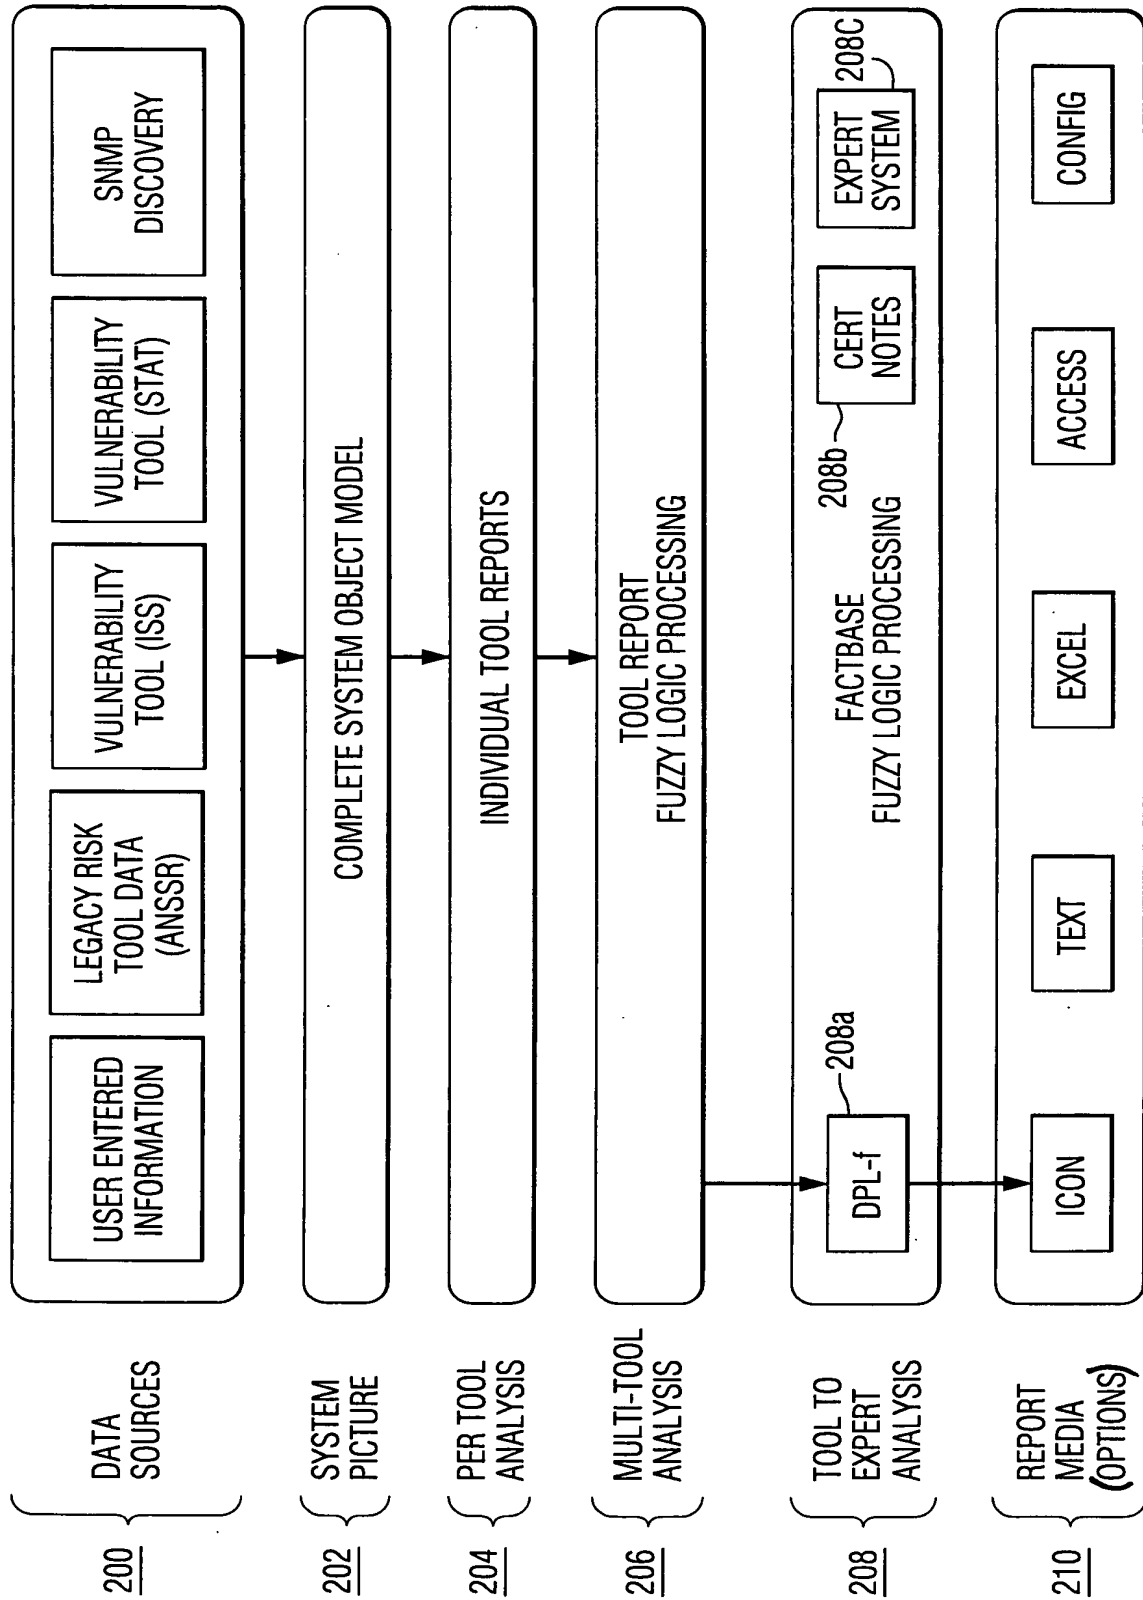 200
DATA
SOURCES
USER ENTERED
INFORMATION
LEGACY RISK
TOOL DATA
(ANSSR)
VULNERABILITY
TOOL (ISS)
VULNERABILITY
TOOL (STAT)
SNMP
DISCOVERY
202
SYSTEM
PICTURE
COMPLETE SYSTEM OBJECT MODEL
204
PER TOOL
ANALYSIS
INDIVIDUAL TOOL REPORTS
206
MULTI-TOOL
ANALYSIS
TOOL REPORT
FUZZY LOGIC PROCESSING
208
TOOL TO
EXPERT
ANALYSIS
DPL-f
208a
FACTBASE
FUZZY LOGIC PROCESSING
208b
CERT
NOTES
EXPERT
SYSTEM
208C
210
REPORT
MEDIA
(OPTIONS)
ICON
TEXT
EXCEL
ACCESS
CONFIG